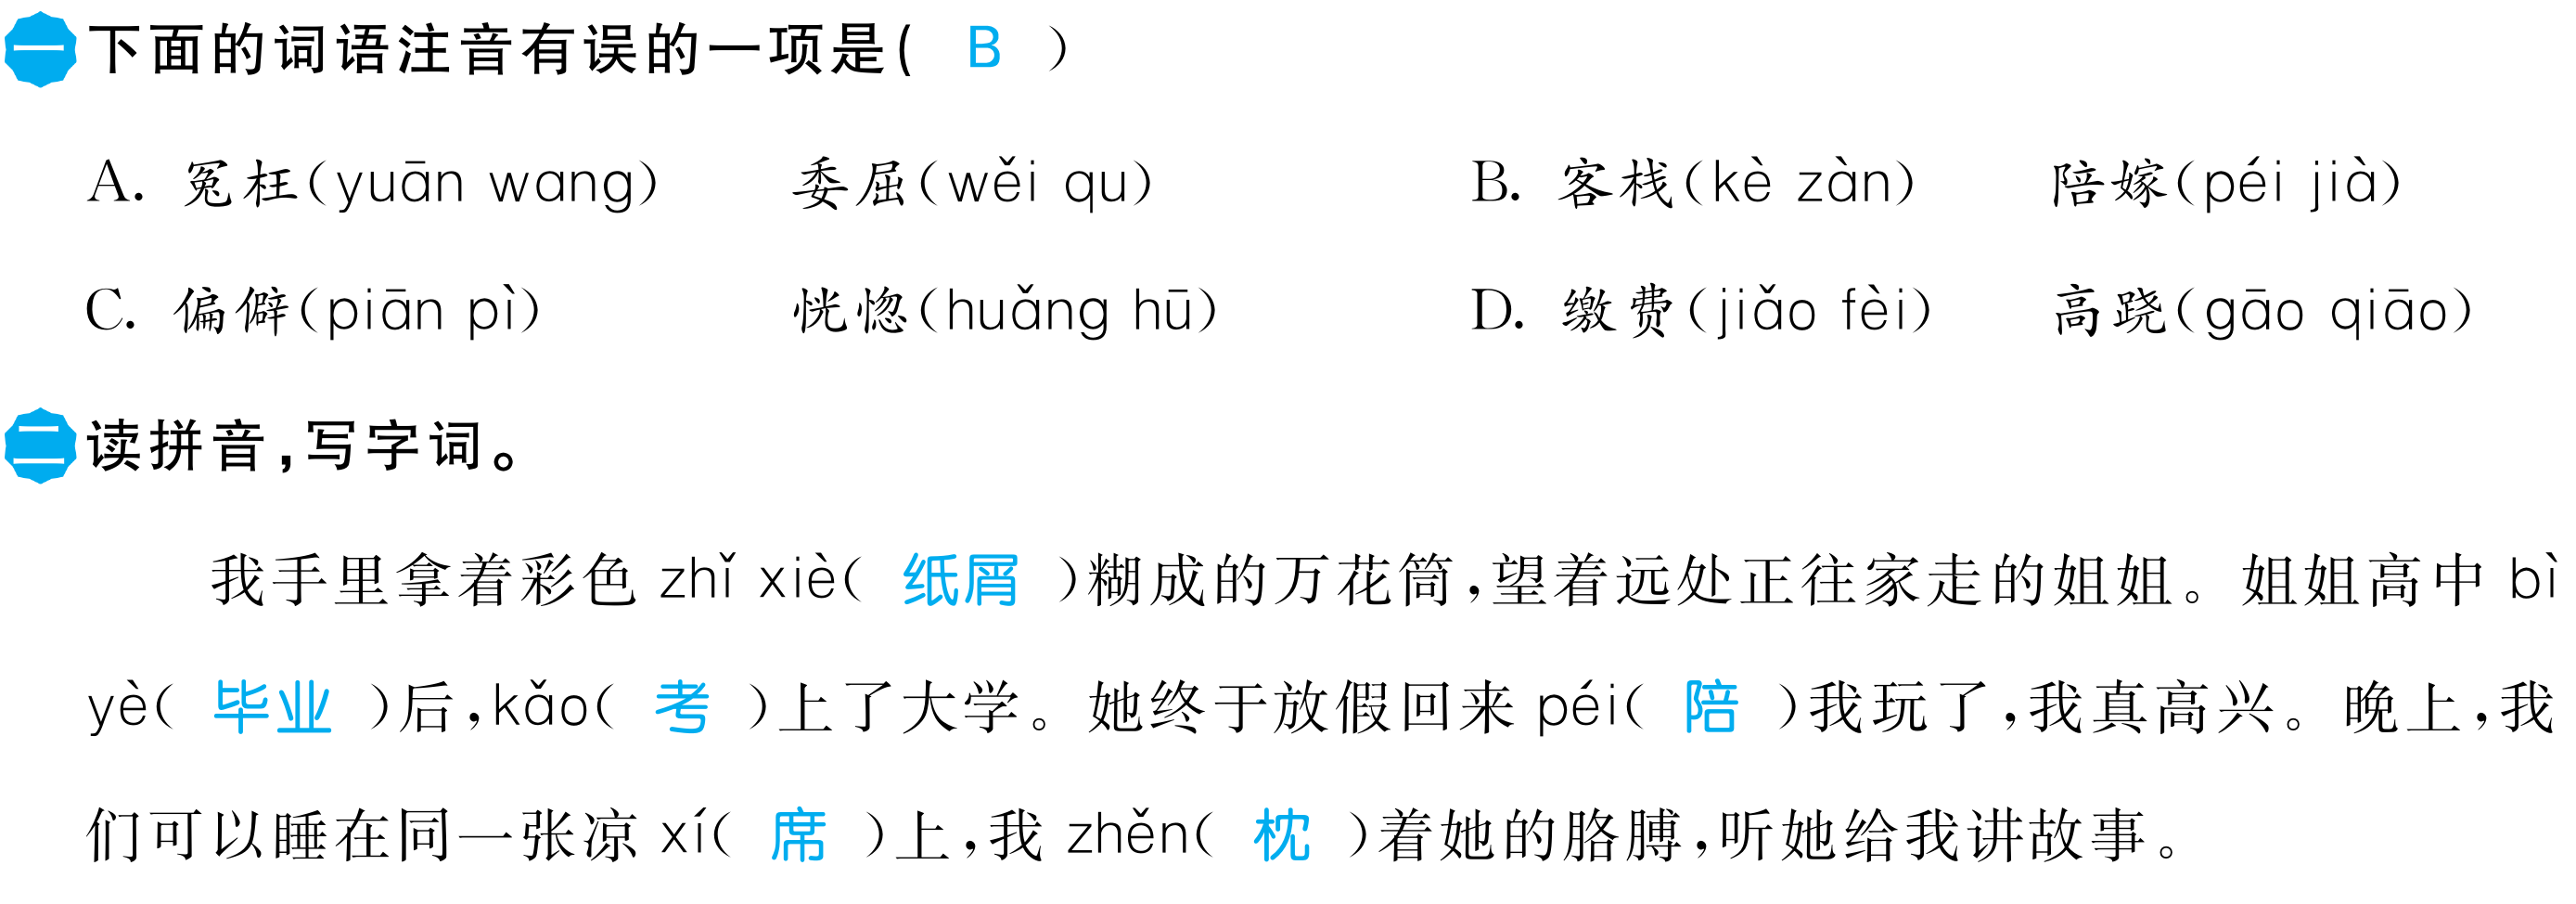 一 下面的词语注音有误的一项是( B )
A. 冤枉(yuān wang) 委屈(wěi qu) B. 客栈(kè zàn) 陪嫁(péi jià)
C. 偏僻(piān pì) 恍惚(huǎng hū) D. 缴费(jiǎo fèi) 高跷(gāo qiāo)
二 读拼音,写字词。
我手里拿着彩色 zhǐ xiè( 纸屑 )糊成的万花筒,望着远处正往家走的姐姐。姐姐高中 bì
yè( 毕业 )后,kǎo( 考 )上了大学。她终于放假回来 péi( 陪 )我玩了,我真高兴。晚上,我
们可以睡在同一张凉 xí( 席 )上,我 zhěn( 枕 )着她的胳膊,听她给我讲故事。